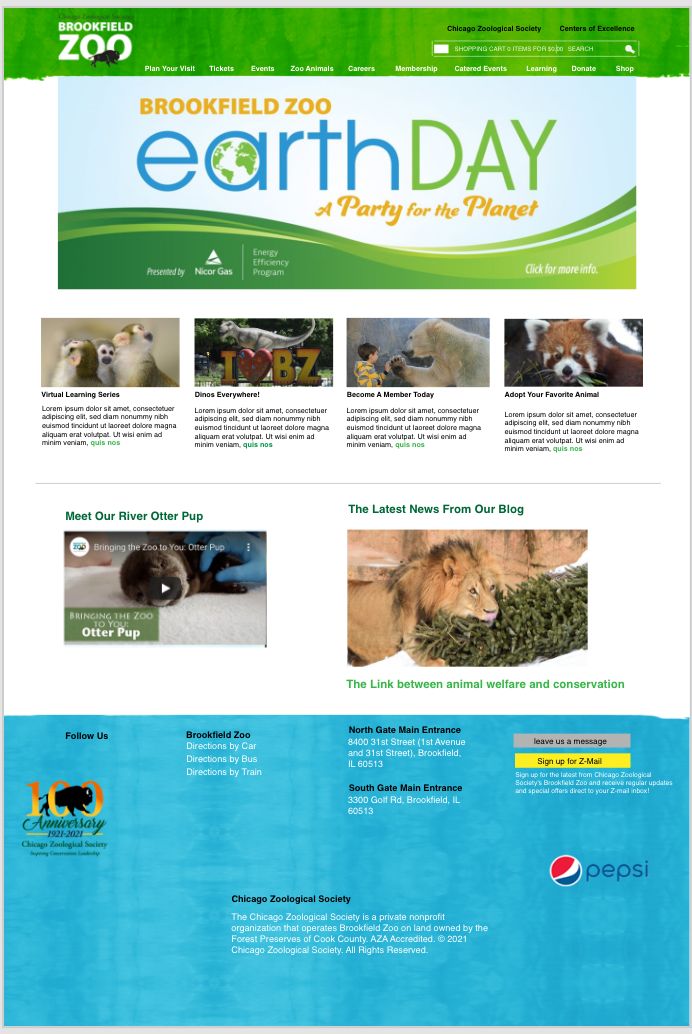 Chicago Zoological Society
BROOKFIELD
ZOO
Chicago Zoological Society Centers of Excellence
SHOPPING CART 0 ITEMS FOR $0.00 SEARCH
Plan Your Visit Tickets Events Zoo Animals Careers Membership Catered Events Learning Donate Shop
BROOKFIELD ZOO
earthDAY
A Party for the Planet
Presented by Nicor Gas
Energy
Efficiency
Program
Click for more info.
I BZ
Virtual Learning Series
Lorem ipsum dolor sit amet, consectetuer
adipiscing elit, sed diam nonummy nibh
euismod tincidunt ut laoreet dolore magna
aliquam erat volutpat. Ut wisi enim ad
minim veniam, quis nos
Dinos Everywhere!
Lorem ipsum dolor sit amet, consectetuer
adipiscing elit, sed diam nonummy nibh
euismod tincidunt ut laoreet dolore magna
aliquam erat volutpat. Ut wisi enim ad
minim veniam, quis nos
Become A Member Today
Lorem ipsum dolor sit amet, consectetuer
adipiscing elit, sed diam nonummy nibh
euismod tincidunt ut laoreet dolore magna
aliquam erat volutpat. Ut wisi enim ad
minim veniam, quis nos
Adopt Your Favorite Animal
Lorem ipsum dolor sit amet, consectetuer
adipiscing elit, sed diam nonummy nibh
euismod tincidunt ut laoreet dolore magna
aliquam erat volutpat. Ut wisi enim ad
minim veniam, quis nos
Meet Our River Otter Pup
ZOO
Bringing the Zoo to You: Otter Pup
BRINGING THE ZOO
TO YOU:
Otter Pup
The Latest News From Our Blog
The Link between animal welfare and conservation
Follow Us
100
Anniversary
1921-2021
Chicago Zoological Society
Inspiring Conservation Leadership
Brookfield Zoo
Directions by Car
Directions by Bus
Directions by Train
North Gate Main Entrance
8400 31st Street (1st Avenue
and 31st Street), Brookfield,
IL 60513
South Gate Main Entrance
3300 Golf Rd, Brookfield, IL
60513
leave us a message
Sign up for Z-Mail
Sign up for the latest from Chicago Zoological
Society's Brookfield Zoo and receive regular updates
and special offers direct to your Z-mail inbox!
pepsi
Chicago Zoological Society
The Chicago Zoological Society is a private nonprofit
organization that operates Brookfield Zoo on land owned by the
Forest Preserves of Cook County. AZA Accredited. © 2021
Chicago Zoological Society. All Rights Reserved.